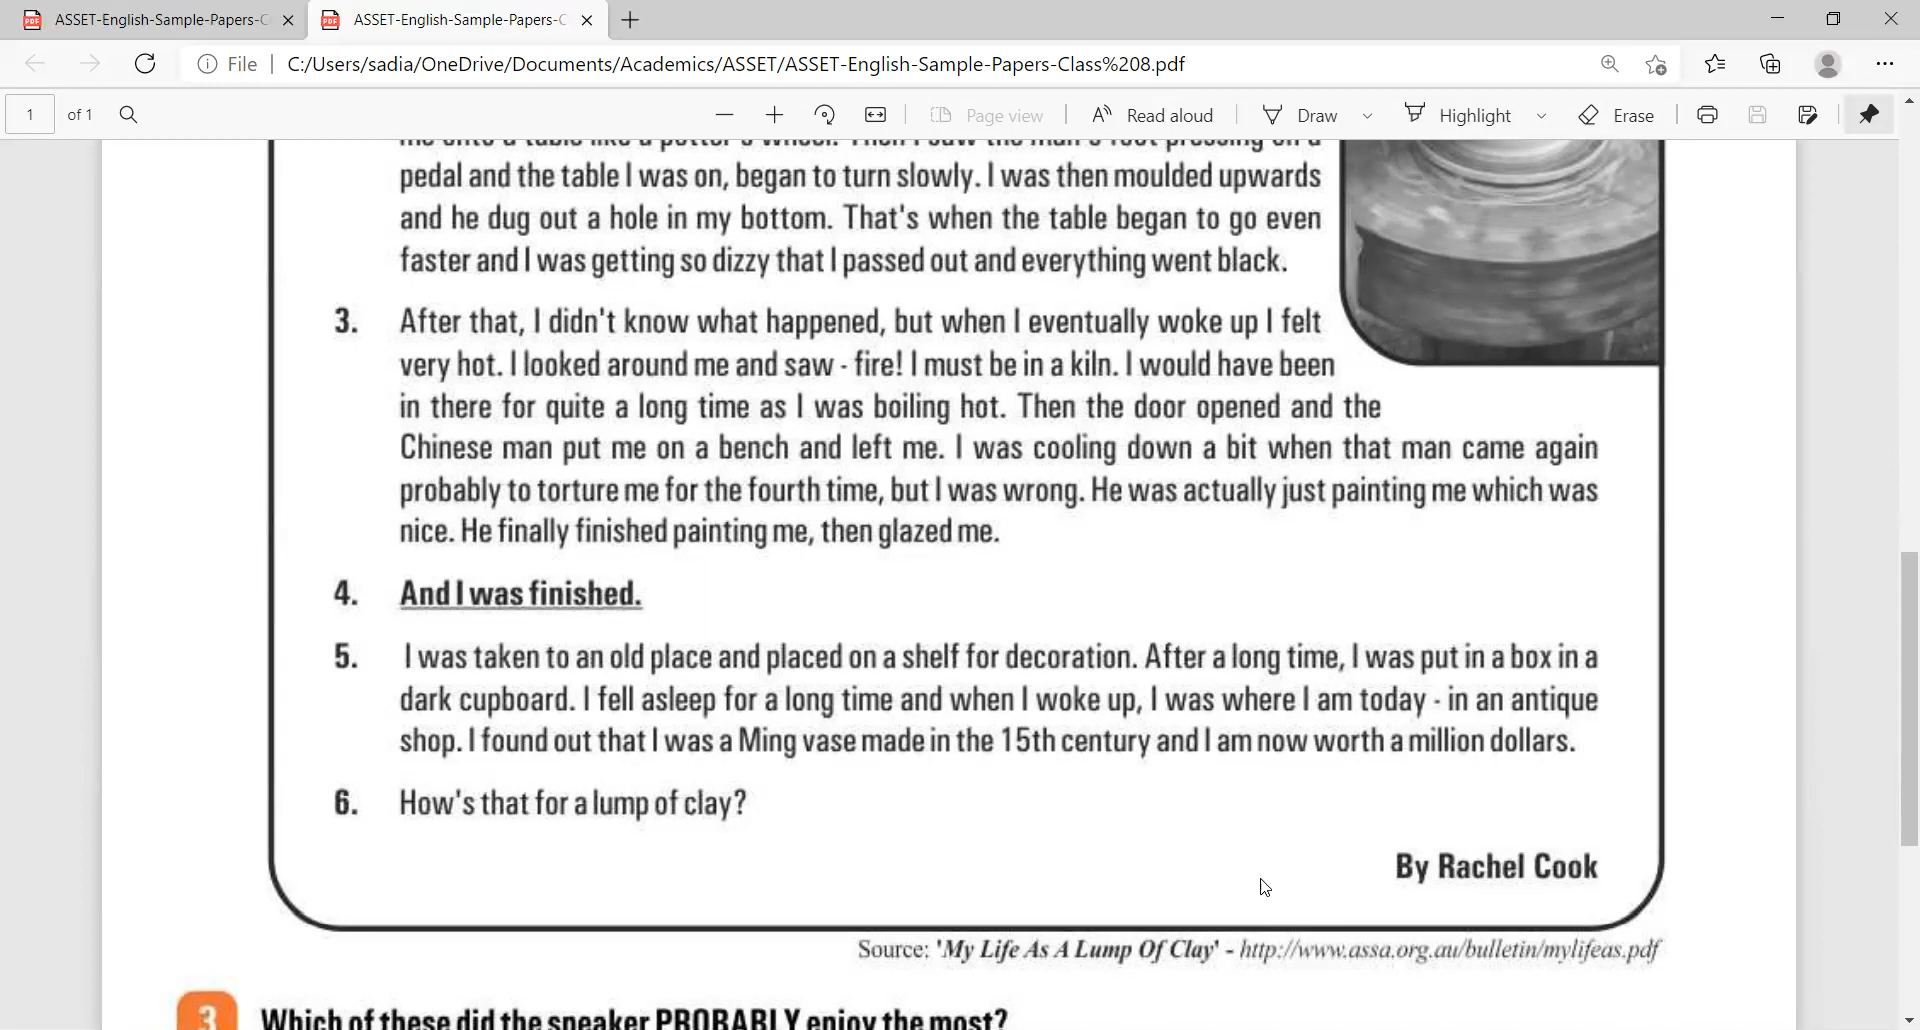 ASSET-English-Sample-Papers-C
ASSET-English-Sample-Papers-C
File
C:/Users/sadia/OneDrive/Documents/Academics/ASSET/ASSET-English-Sample-Papers-Class%208.pdf
1 of 1 Page view Read aloud Draw Highlight Erase
me onto a table like a potter's wheel. Then I saw the man's foot pressing on a
pedal and the table I was on, began to turn slowly. I was then moulded upwards
and he dug out a hole in my bottom. That's when the table began to go even
faster and I was getting so dizzy that I passed out and everything went black.
3. After that, I didn't know what happened, but when I eventually woke up I felt
very hot. I looked around me and saw - fire! I must be in a kiln. I would have been
in there for quite a long time as I was boiling hot. Then the door opened and the
Chinese man put me on a bench and left me. I was cooling down a bit when that man came again
probably to torture me for the fourth time, but I was wrong. He was actually just painting me which was
nice. He finally finished painting me, then glazed me.
4. And I was finished.
5. I was taken to an old place and placed on a shelf for decoration. After a long time, I was put in a box in a
dark cupboard. I fell asleep for a long time and when I woke up, I was where I am today - in an antique
shop. I found out that I was a Ming vase made in the 15th century and I am now worth a million dollars.
6. How's that for a lump of clay?
By Rachel Cook
Source: 'My Life As A Lump Of Clay' - http://www.assa.org.au/bulletin/mylifeas.pdf
3 Which of these did the speaker PROBABLY enjoy the most?